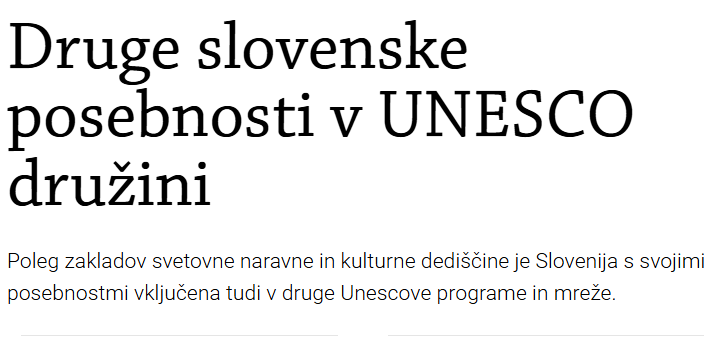 Druge slovenske
posebnosti v UNESCO
družini
Poleg zakladov svetovne naravne in kulturne dediščine je Slovenija s svojimi
posebnostmi vključena tudi v druge Unescove programe in mreže.